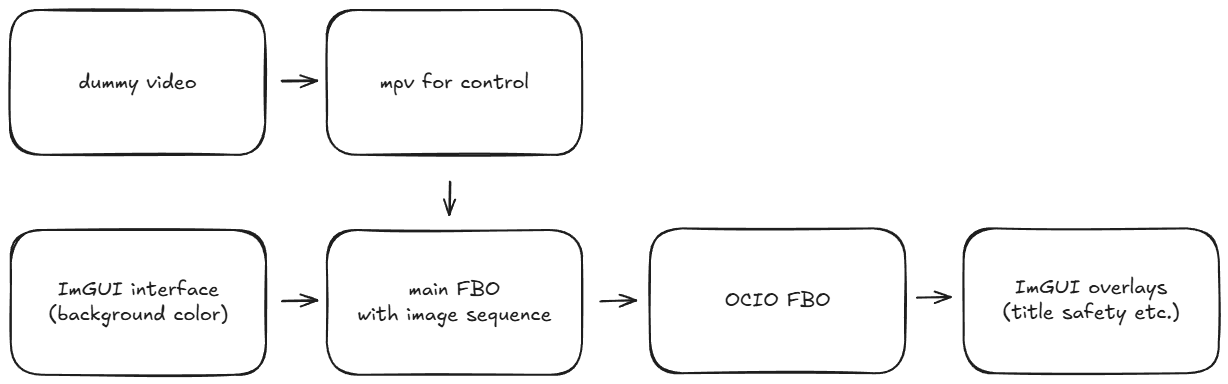 dummy video
mpv for control
ImGUI interface
(background color)
main FBO
with image sequence
OCIO FBO
ImGUI overlays
(title safety etc.)